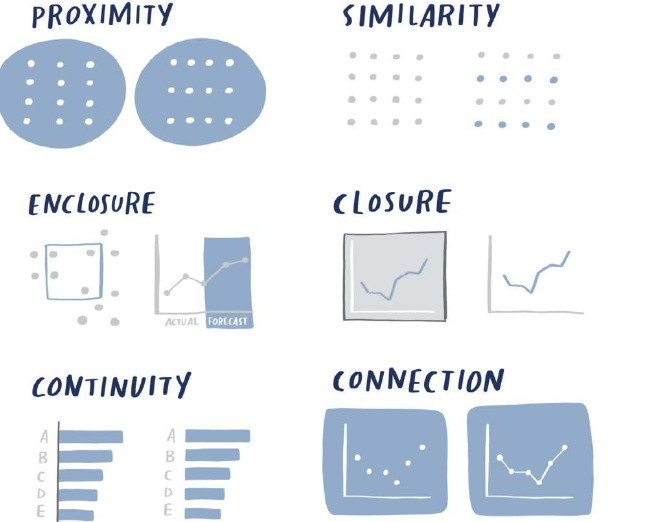 PROXIMITY
SIMILARITY
ENCLOSURE
CLOSURE
ACTUAL FORECAST
CONTINUITY
CONNECTION
A A
B B
C C
D D
E E